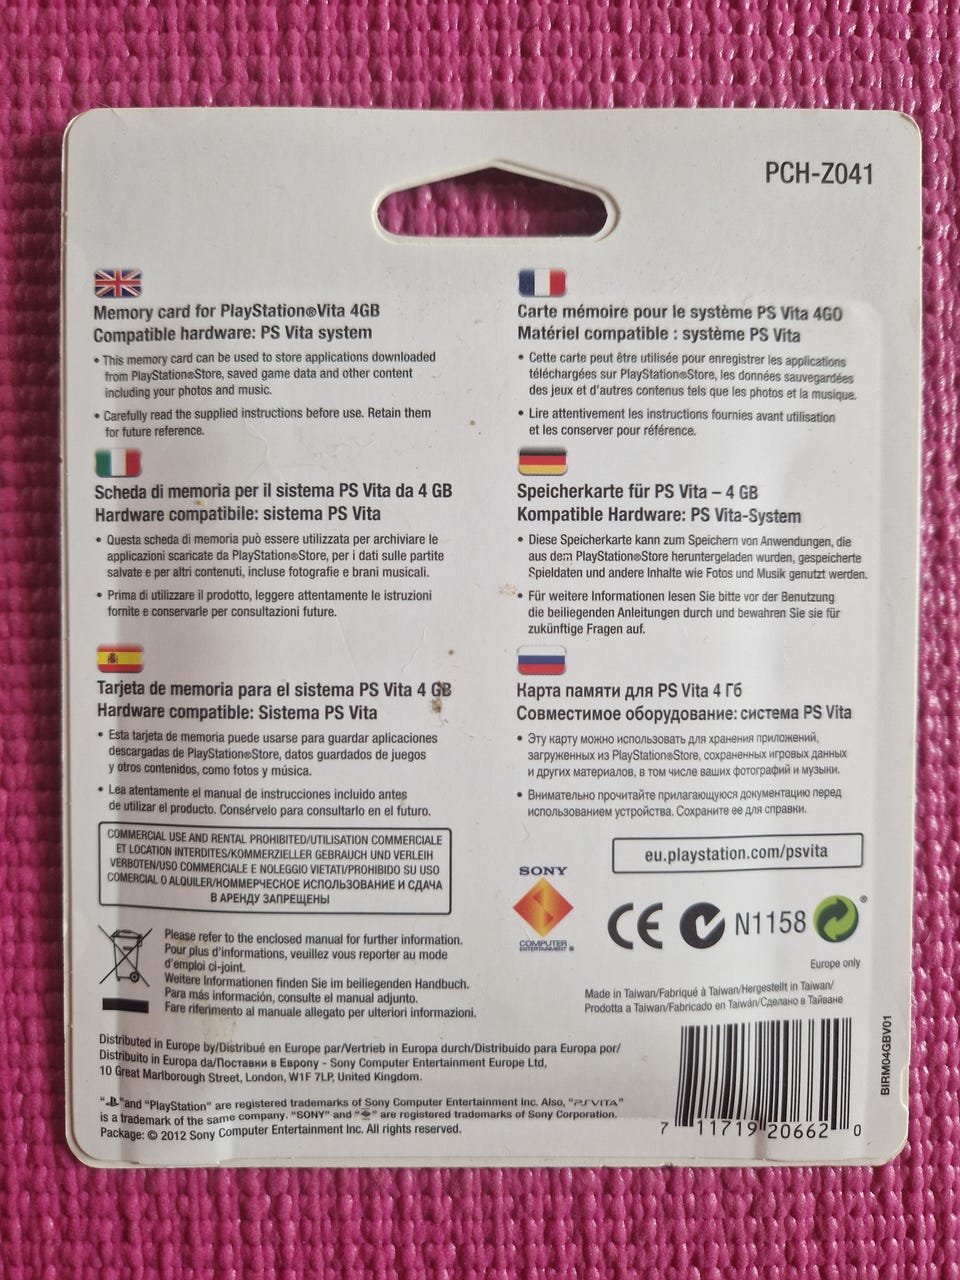 PCH-Z041
Memory card for PlayStation®Vita 4GB
Compatible hardware: PS Vita system
• This memory card can be used to store applications downloaded
from PlayStation®Store, saved game data and other content
including your photos and music.
• Carefully read the supplied instructions before use. Retain them
for future reference.
Carte mémoire pour le système PS Vita 4GO
Matériel compatible : système PS Vita
• Cette carte peut être utilisée pour enregistrer les applications
téléchargées sur PlayStation®Store, les données sauvegardées
des jeux et d'autres contenus tels que les photos et la musique.
• Lire attentivement les instructions fournies avant utilisation
et les conserver pour référence.
Scheda di memoria per il sistema PS Vita da 4 GB
Hardware compatibile: sistema PS Vita
• Questa scheda di memoria può essere utilizzata per archiviare le
applicazioni scaricate da PlayStation®Store, per i dati sulle partite
salvate e per altri contenuti, incluse fotografie e brani musicali.
• Prima di utilizzare il prodotto, leggere attentamente le istruzioni
fornite e conservarle per consultazioni future.
Speicherkarte für PS Vita – 4 GB
Kompatible Hardware: PS Vita-System
• Diese Speicherkarte kann zum Speichern von Anwendungen, die
aus dem PlayStation®Store heruntergeladen wurden, gespeicherte
Spieldaten und andere Inhalte wie Fotos und Musik genutzt werden.
• Für weitere Informationen lesen Sie bitte vor der Benutzung
die beiliegenden Anleitungen durch und bewahren Sie sie für
zukünftige Fragen auf.
Tarjeta de memoria para el sistema PS Vita 4 GB
Hardware compatible: Sistema PS Vita
• Esta tarjeta de memoria puede usarse para guardar aplicaciones
descargadas de PlayStation®Store, datos guardados de juegos
y otros contenidos, como fotos y música.
• Lea atentamente el manual de instrucciones incluido antes
de utilizar el producto. Consérvelo para consultarlo en el futuro.
Карта памяти для PS Vita 4 Гб
Совместимое оборудование: система PS Vita
• Эту карту можно использовать для хранения приложений,
загруженных из PlayStation®Store, сохраненных игровых данных
и других материалов, в том числе ваших фотографий и музыки.
• Внимательно прочитайте прилагающуюся документацию перед
использованием устройства. Сохраните ее для справки.
COMMERCIAL USE AND RENTAL PROHIBITED/UTILISATION COMMERCIALE
ET LOCATION INTERDITES/KOMMERZIELLER GEBRAUCH UND VERLEIH
VERBOTEN/USO COMMERCIALE E NOLEGGIO VIETATI/PROHIBIDO SU USO
COMERCIAL O ALQUILER/КОММЕРЧЕСКОЕ ИСПОЛЬЗОВАНИЕ И СДАЧА
В АРЕНДУ ЗАПРЕЩЕНЫ
eu.playstation.com/psvita
SONY
COMPUTER
ENTERTAINMENT ®
CE N1158 ®
Europe only
Please refer to the enclosed manual for further information.
Pour plus d'informations, veuillez vous reporter au mode
d'emploi ci-joint.
Weitere Informationen finden Sie im beiliegenden Handbuch.
Para más información, consulte el manual adjunto.
Fare riferimento al manuale allegato per ulteriori informazioni.
Made in Taiwan/Fabriqué à Taiwan/Hergestellt in Taiwan/
Prodotta a Taiwan/Fabricado en Taiwán/Сделано в Тайване
Distributed in Europe by/Distribué en Europe par/Vertrieb in Europa durch/Distribuido para Europa por/
Distribuito in Europa da/Поставки в Европу - Sony Computer Entertainment Europe Ltd,
10 Great Marlborough Street, London, W1F 7LP, United Kingdom.
" " and "PlayStation" are registered trademarks of Sony Computer Entertainment Inc. Also, "PSVITA"
is a trademark of the same company. "SONY" and " " are registered trademarks of Sony Corporation.
Package: © 2012 Sony Computer Entertainment Inc. All rights reserved.
7 11719 20662 0
BIRM04GBV01